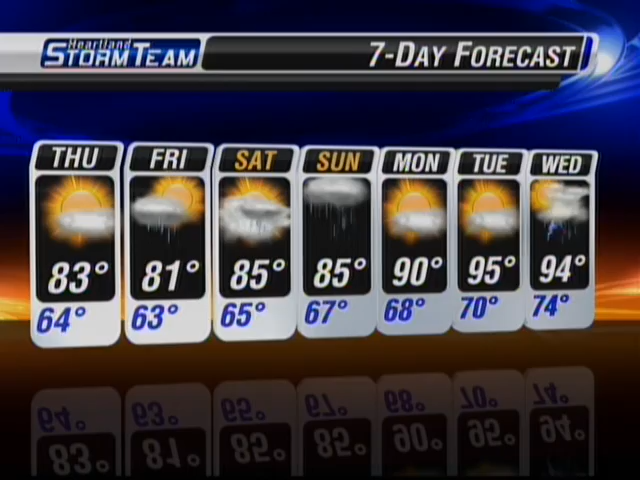 Heartland
STORMTEAM
7-DAY FORECAST
THU FRI SAT SUN MON TUE WED
83° 81° 85° 85° 90° 95° 94°
64° 63° 65° 67° 68° 70° 74°